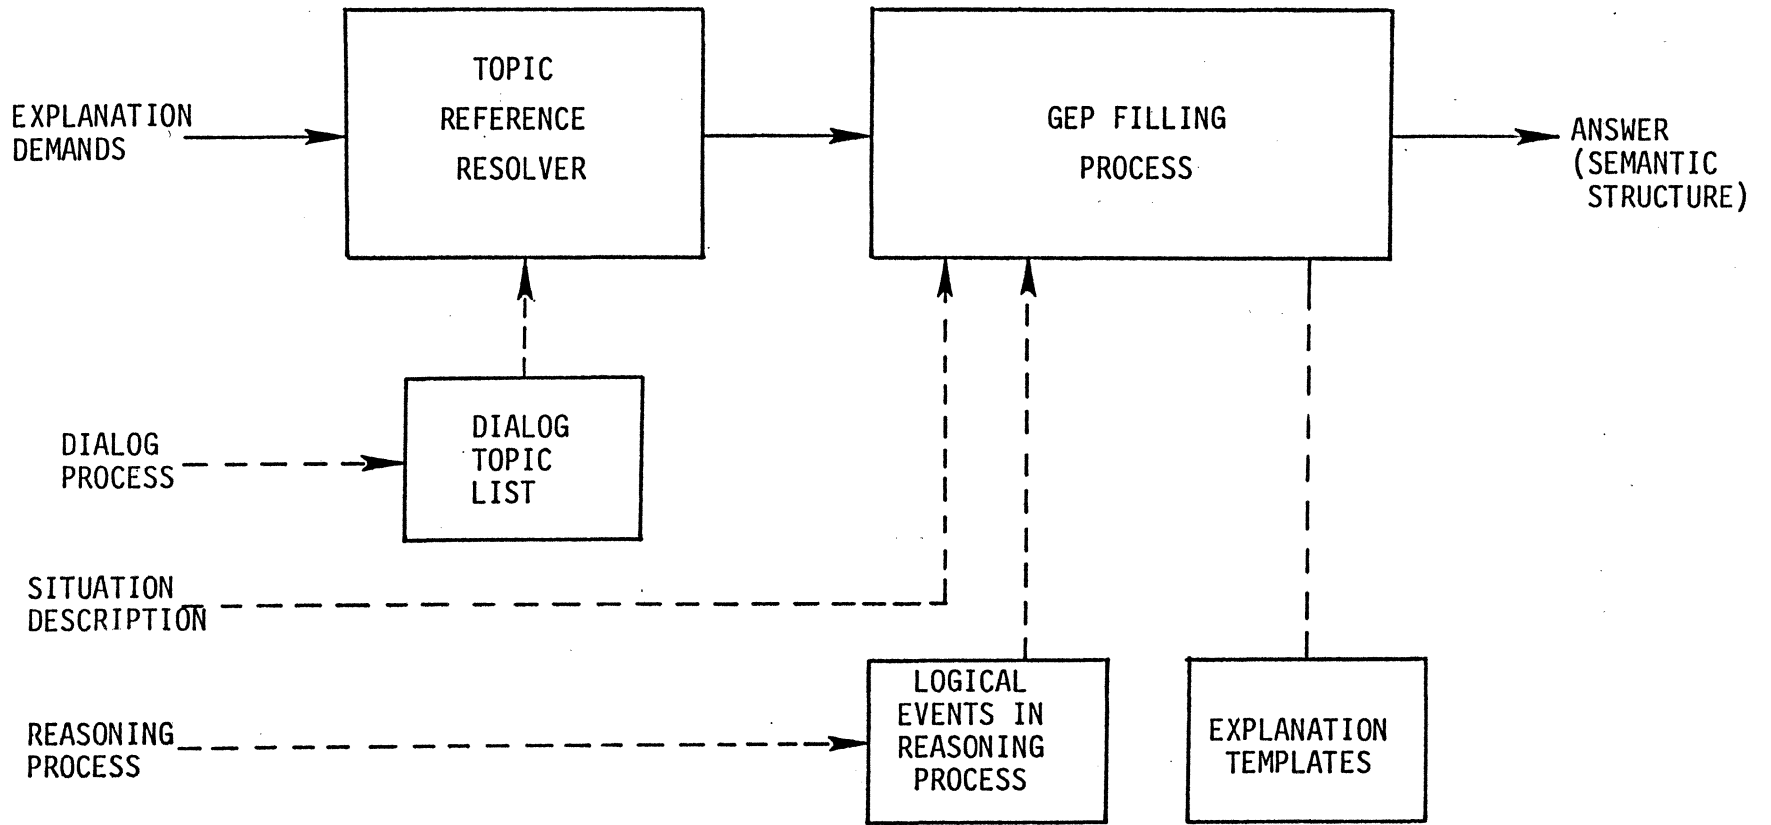 EXPLANATION
DEMANDS
TOPIC
REFERENCE
RESOLVER
GEP FILLING
PROCESS
ANSWER
(SEMANTIC
STRUCTURE)
DIALOG
PROCESS
DIALOG
TOPIC
LIST
SITUATION
DESCRIPTION
REASONING
PROCESS
LOGICAL
EVENTS IN
REASONING
PROCESS
EXPLANATION
TEMPLATES